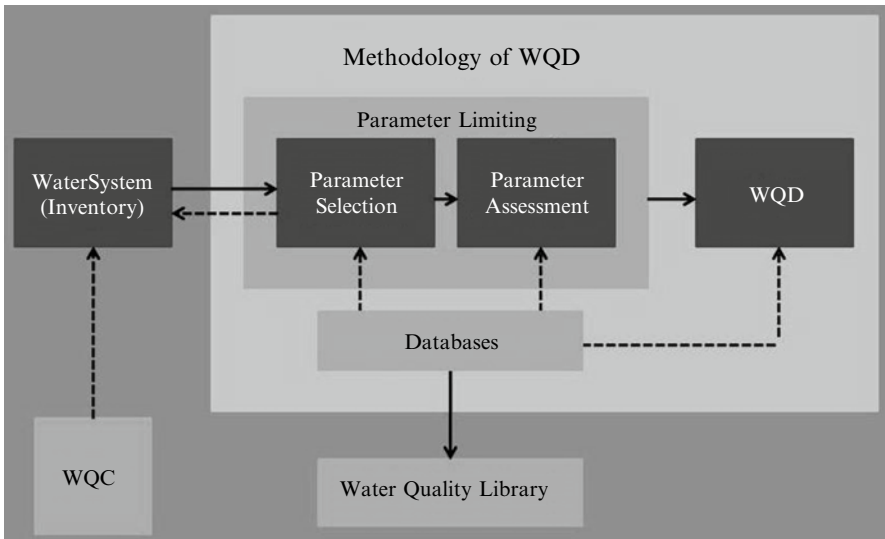 Methodology of WQD
Parameter Limiting
WaterSystem
(Inventory)
Parameter
Selection
Parameter
Assessment
WQD
Databases
WQC
Water Quality Library